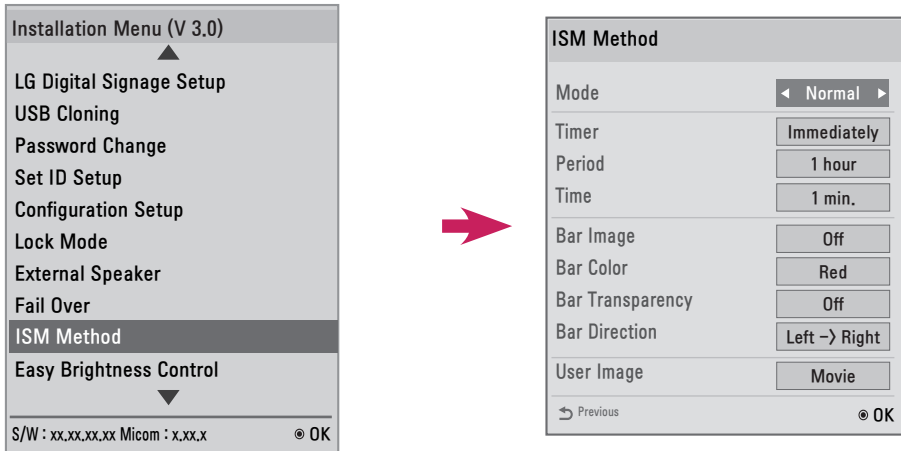 Installation Menu (V 3.0)
LG Digital Signage Setup
USB Cloning
Password Change
Set ID Setup
Configuration Setup
Lock Mode
External Speaker
Fail Over
ISM Method
Easy Brightness Control
S/W : xx.xx.xx.xx Micom : x.xx.x OK
ISM Method
Mode Normal
Timer Immediately
Period 1 hour
Time 1 min.
Bar Image Off
Bar Color Red
Bar Transparency Off
Bar Direction Left -> Right
User Image Movie
Previous OK